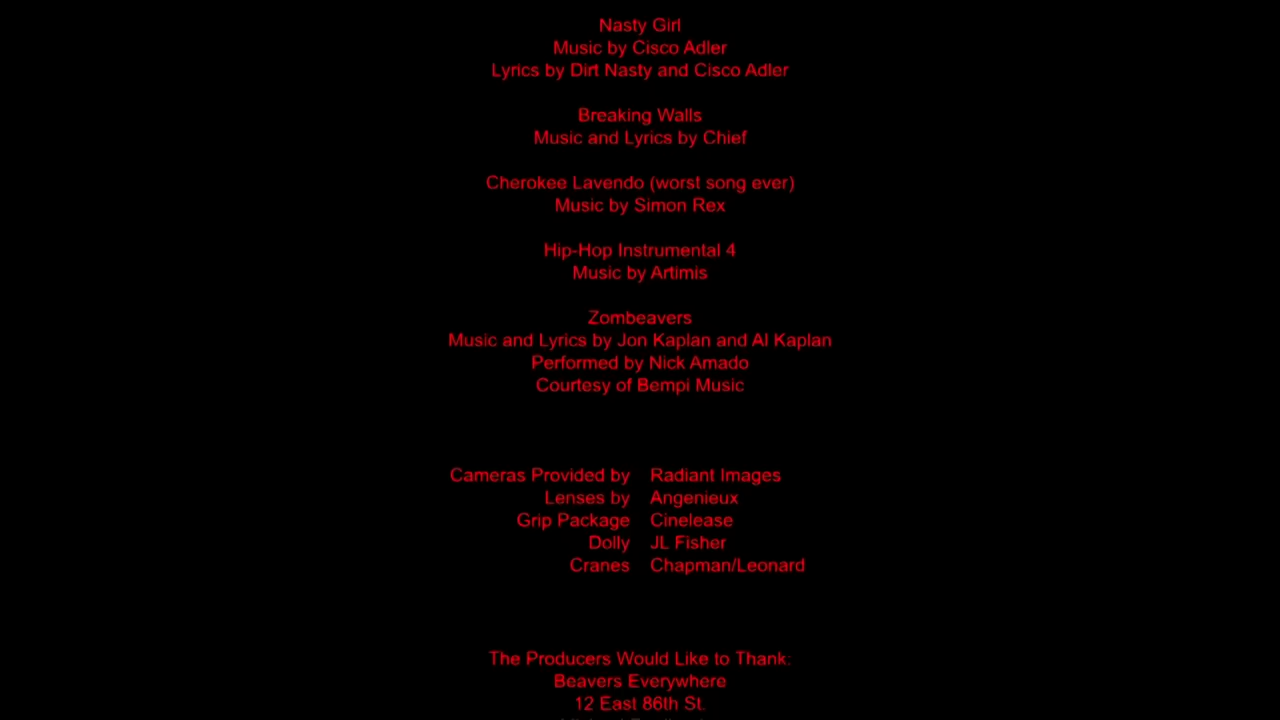 Nasty Girl
Music by Cisco Adler
Lyrics by Dirt Nasty and Cisco Adler
Breaking Walls
Music and Lyrics by Chief
Cherokee Lavendo (worst song ever)
Music by Simon Rex
Hip-Hop Instrumental 4
Music by Artimis
Zombeavers
Music and Lyrics by Jon Kaplan and Al Kaplan
Performed by Nick Amado
Courtesy of Bempi Music
Cameras Provided by Radiant Images
Lenses by Angenieux
Grip Package Cinelease
Dolly JL Fisher
Cranes Chapman/Leonard
The Producers Would Like to Thank:
Beavers Everywhere
12 East 86th St.